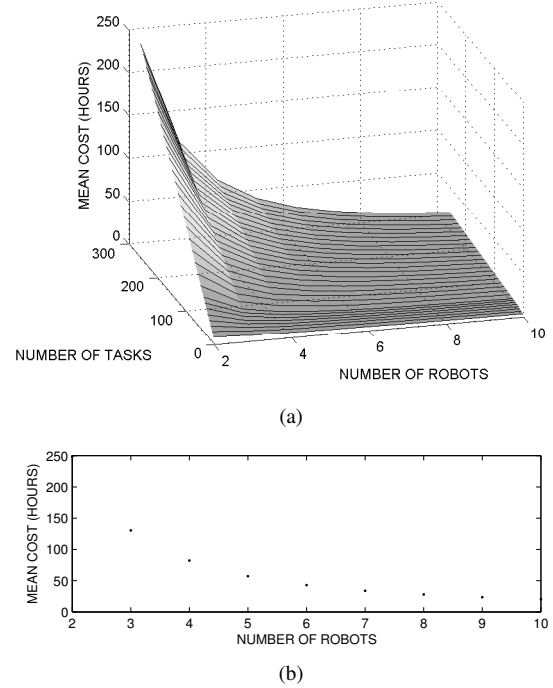 250
200
150
100
50
0
MEAN COST (HOURS)
300
200
100
0
NUMBER OF TASKS
2
4
6
8
10
NUMBER OF ROBOTS
(a)
250
200
150
100
50
0
MEAN COST (HOURS)
2 3 4 5 6 7 8 9 10
NUMBER OF ROBOTS
(b)